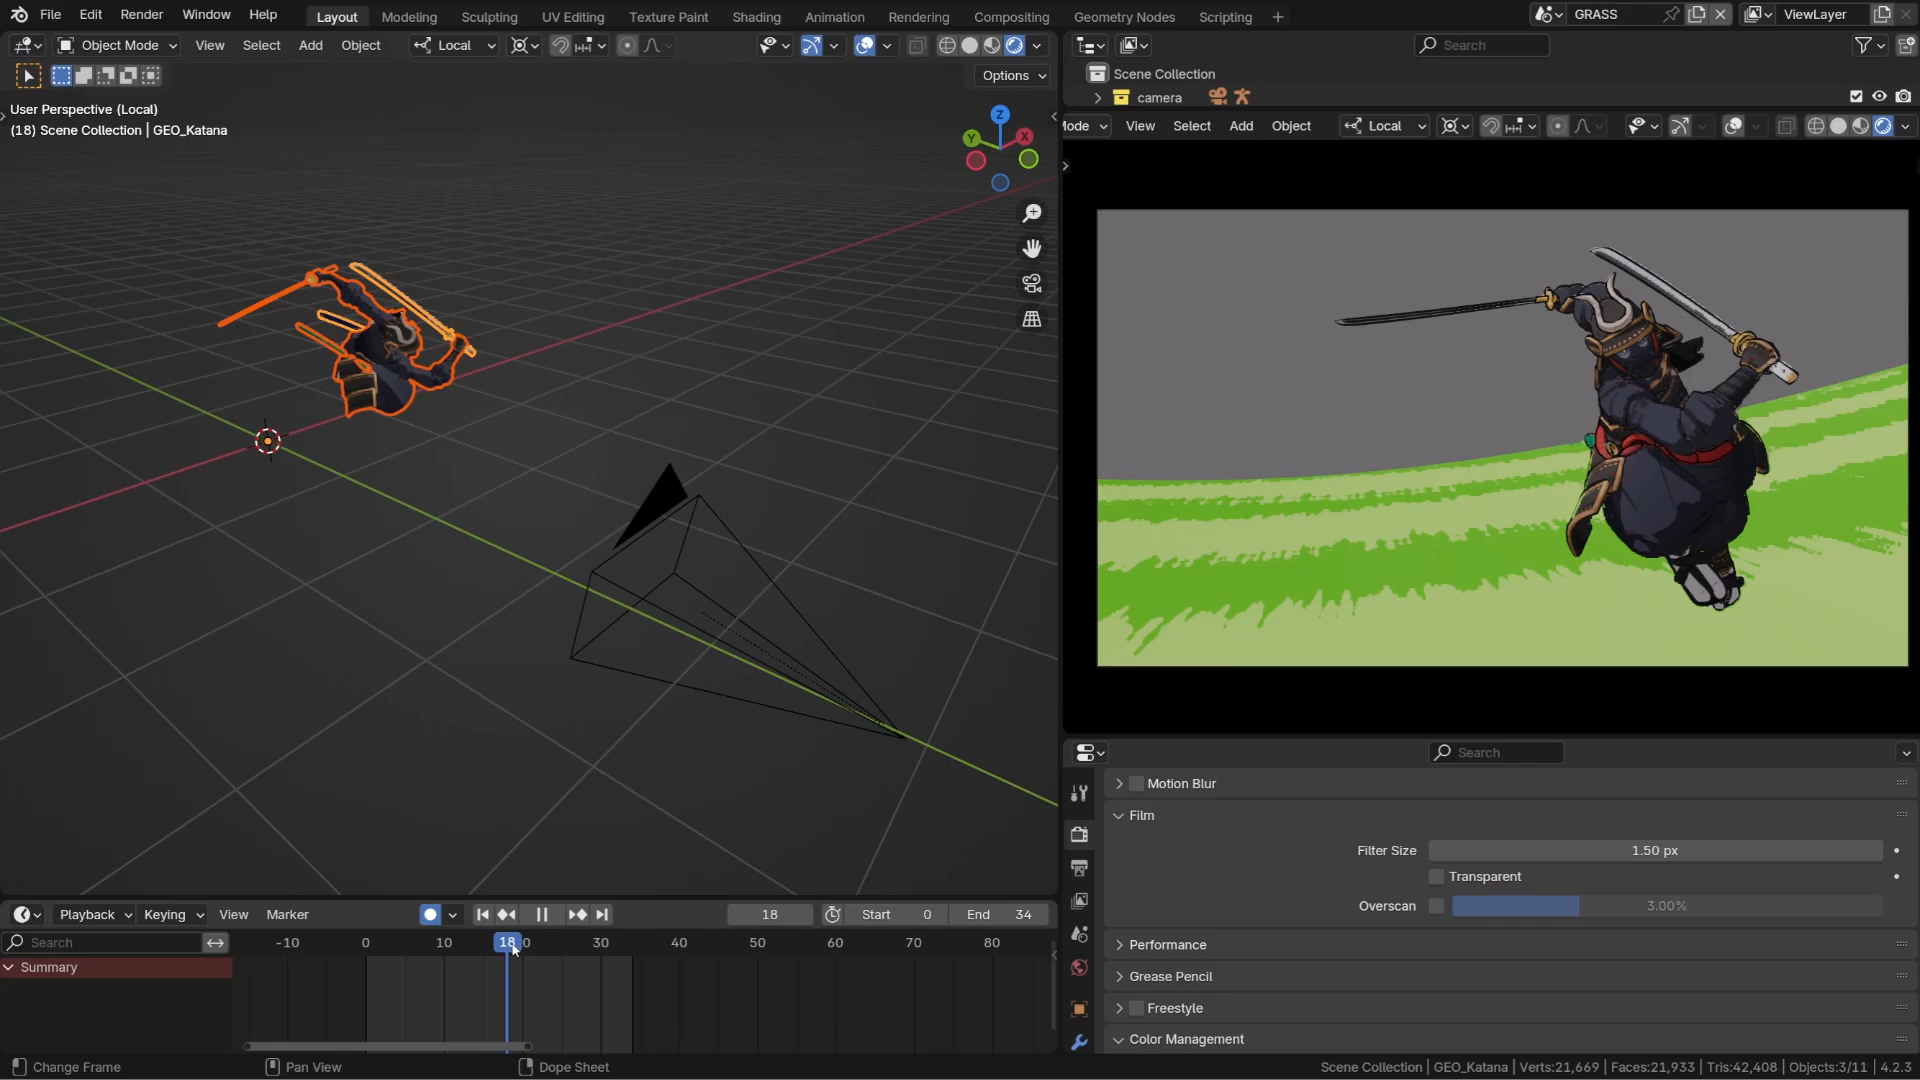 File Edit Render Window Help
Layout Modeling Sculpting UV Editing Texture Paint Shading Animation Rendering Compositing Geometry Nodes Scripting +
GRASS
ViewLayer
Object Mode View Select Add Object Local
Options
User Perspective (Local)
(18) Scene Collection | GEO_Katana
Z
Y
X
Search
Scene Collection
camera
Mode View Select Add Object Local
Search
Motion Blur
Film
Filter Size 1.50 px
Transparent
Overscan 3.00%
Performance
Grease Pencil
Freestyle
Color Management
Playback Keying View Marker
18 Start 0 End 34
Search
-10 0 10 18 0 30 40 50 60 70 80
Summary
Change Frame Pan View Dope Sheet
Scene Collection | GEO_Katana | Verts:21,669 | Faces:21,933 | Tris:42,408 | Objects:3/11 | 4.2.3